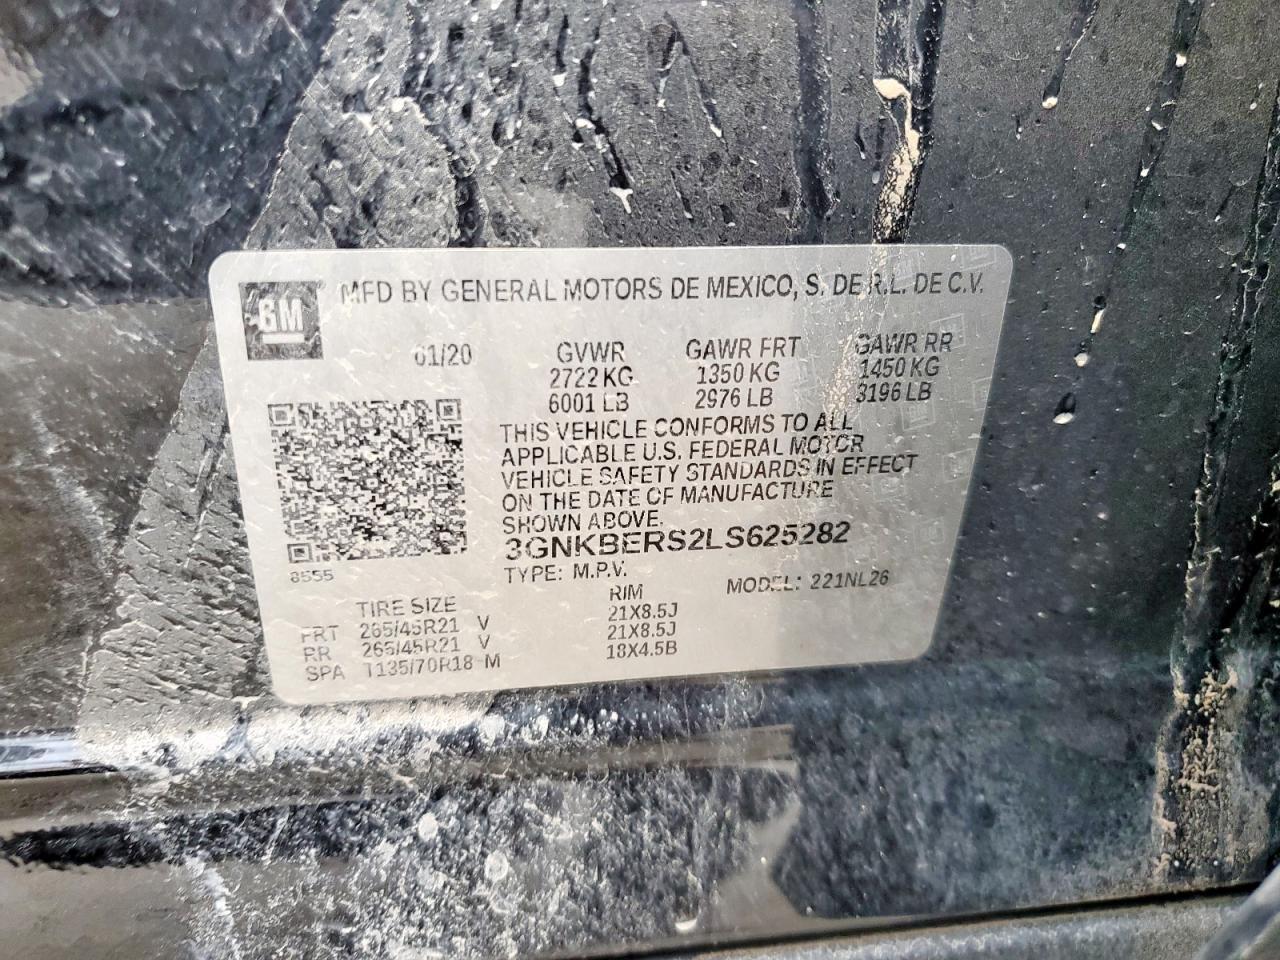 GM MFD BY GENERAL MOTORS DE MEXICO, S. DE R.L. DE C.V.
01/20 GVWR GAWR FRT GAWR RR
2722 KG 1350 KG 1450 KG
6001 LB 2976 LB 3196 LB
THIS VEHICLE CONFORMS TO ALL
APPLICABLE U.S. FEDERAL MOTOR
VEHICLE SAFETY STANDARDS IN EFFECT
ON THE DATE OF MANUFACTURE
SHOWN ABOVE.
3GNKBERS2LS625282
8555
TYPE: M.P.V. MODEL: 221NL26
TIRE SIZE RIM
FRT 265/45R21 V 21X8.5J
RR 265/45R21 V 21X8.5J
SPA T135/70R18 M 18X4.5B